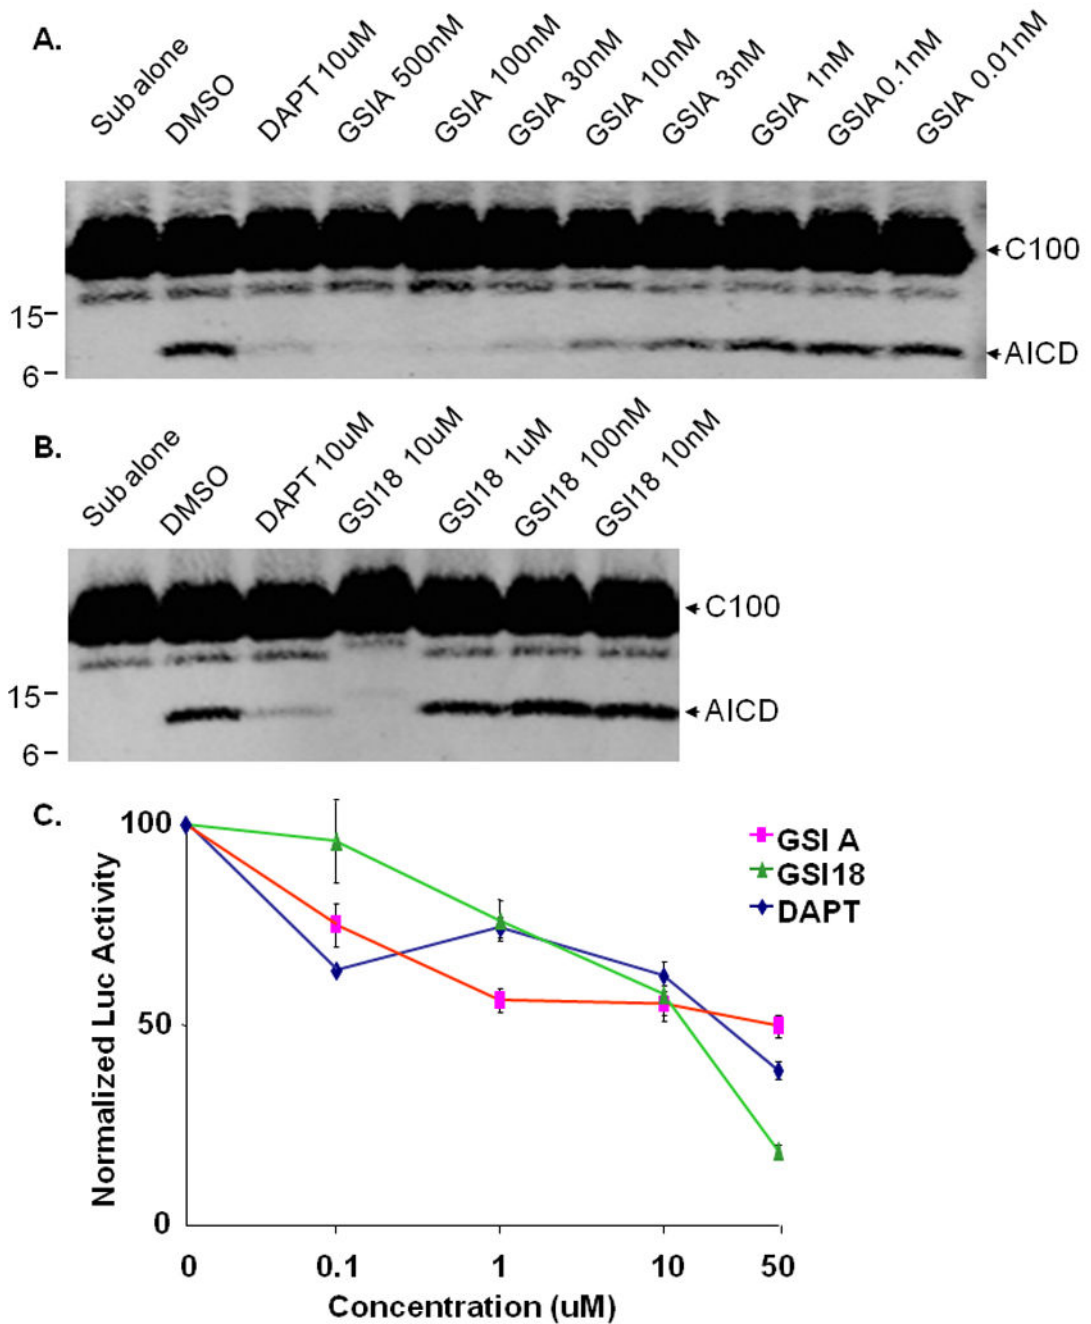 A.
Sub alone
DMSO
DAPT 10uM
GSIA 500nM
GSIA 100nM
GSIA 30nM
GSIA 10nM
GSIA 3nM
GSIA 1nM
GSIA 0.1nM
GSIA 0.01nM
C100
15
AICD
6
B.
Sub alone
DMSO
DAPT 10uM
GSI18 10uM
GSI18 1uM
GSI18 100nM
GSI18 10nM
C100
15
AICD
6
C.
100
50
0
Normalized Luc Activity
GSI A
GSI18
DAPT
0 0.1 1 10 50
Concentration (uM)